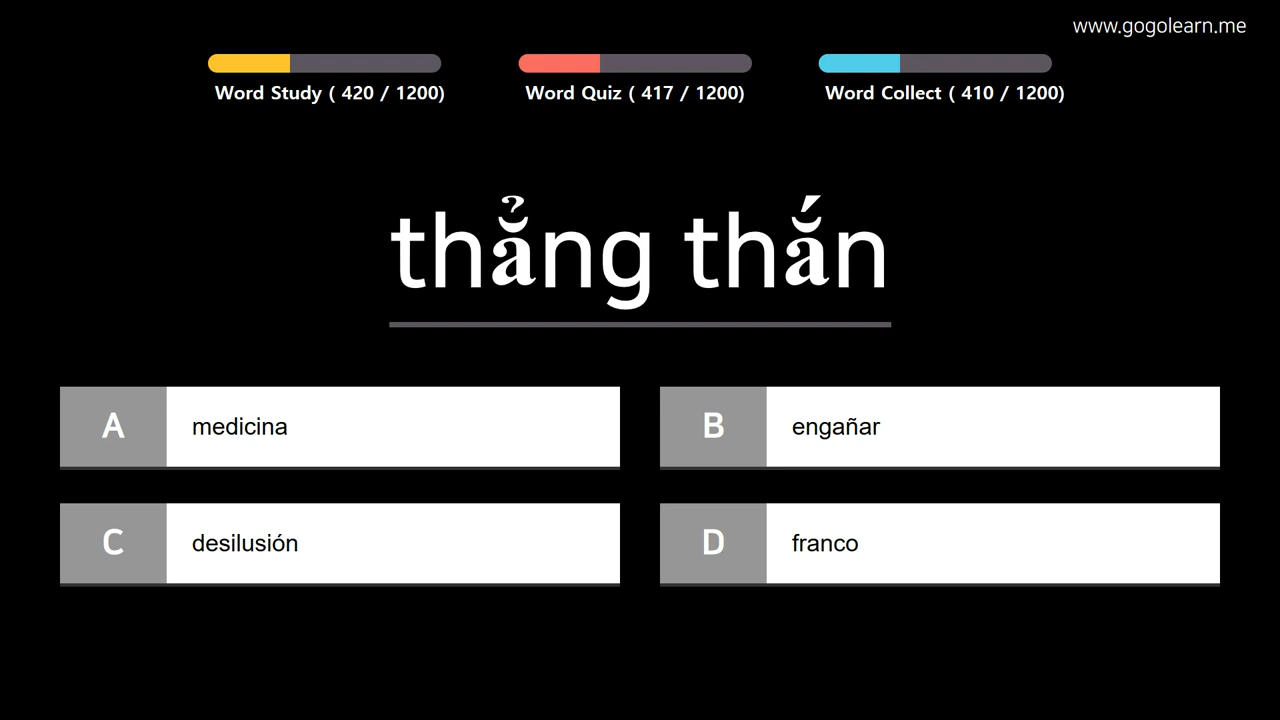 www.gogolearn.me
Word Study ( 420 / 1200)
Word Quiz ( 417 / 1200)
Word Collect ( 410 / 1200)
thẳng thắn
A medicina
B engañar
C desilusión
D franco